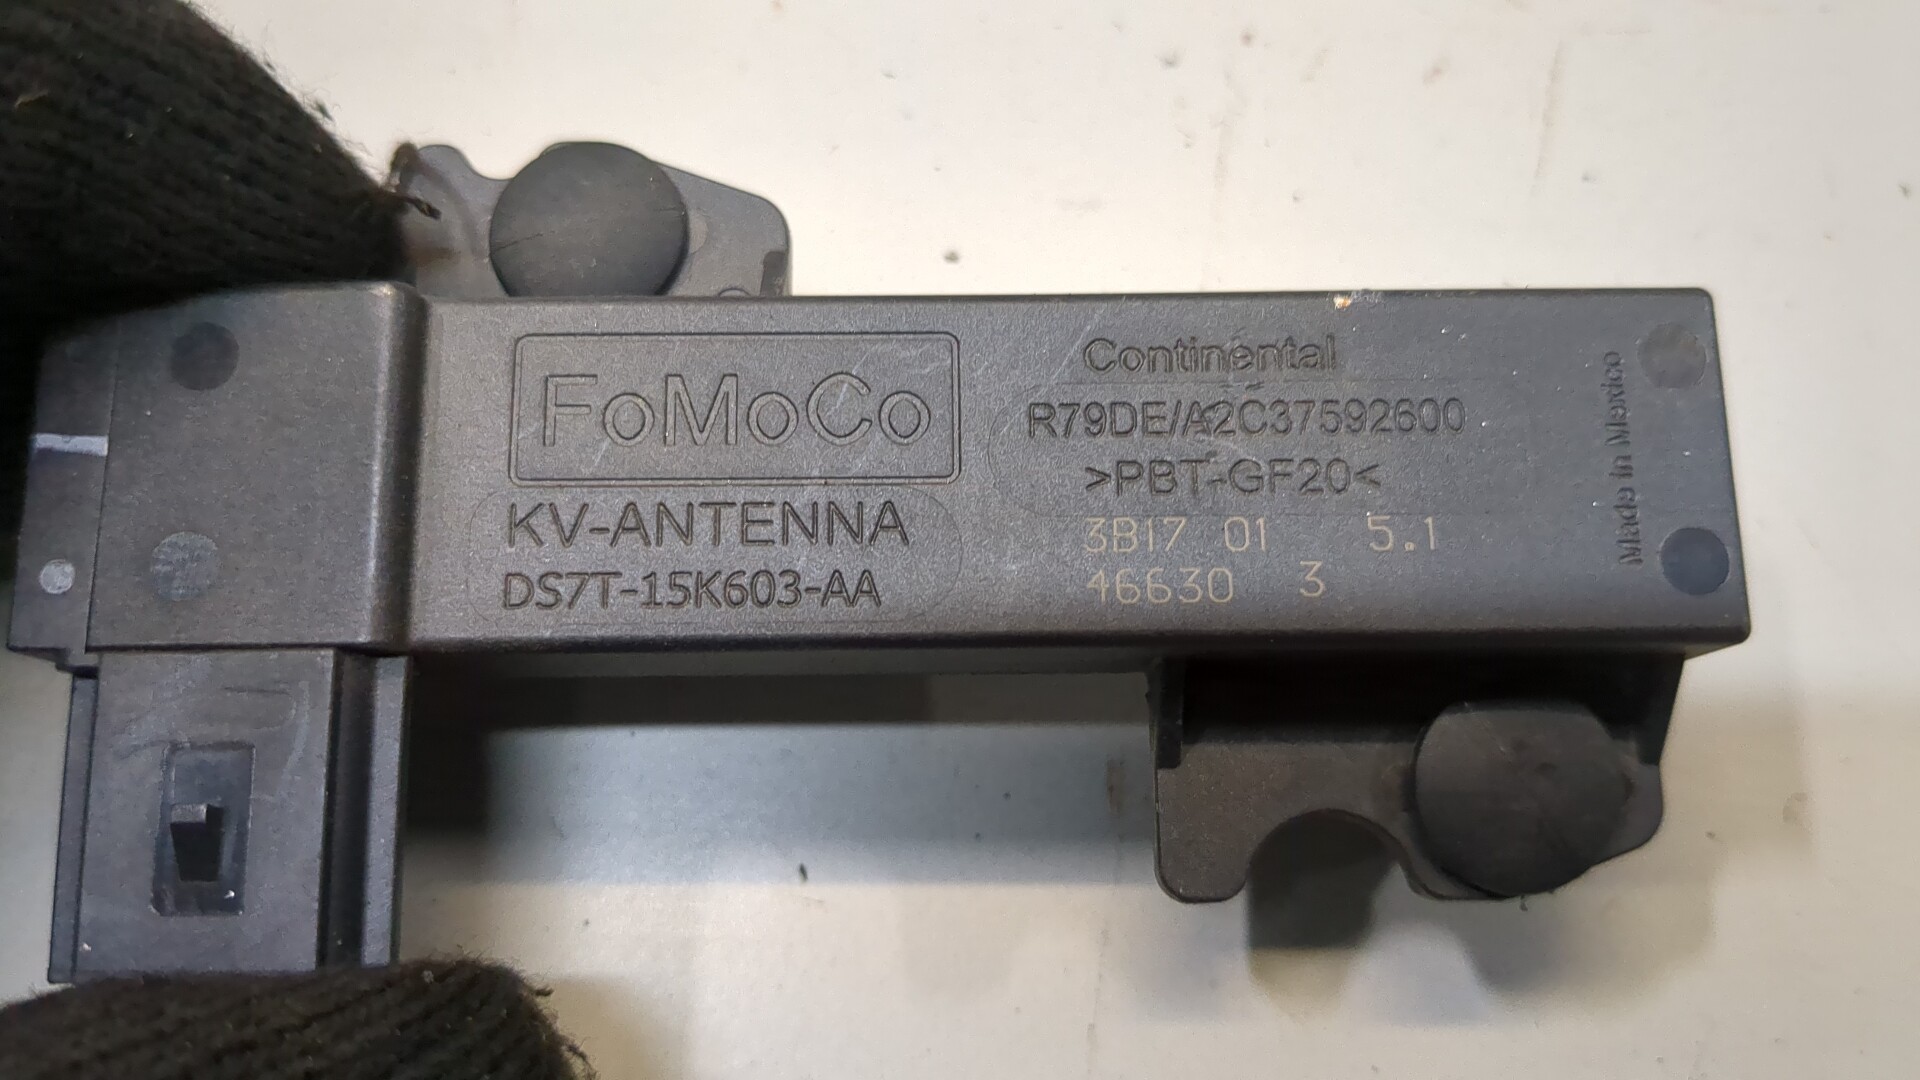 FoMoCo
KV-ANTENNA
DS7T-15K603-AA
Continental
R79DE/A2C37592600
>PBT-GF20<
3B17 01 5.1
46630 3
Made in Mexico